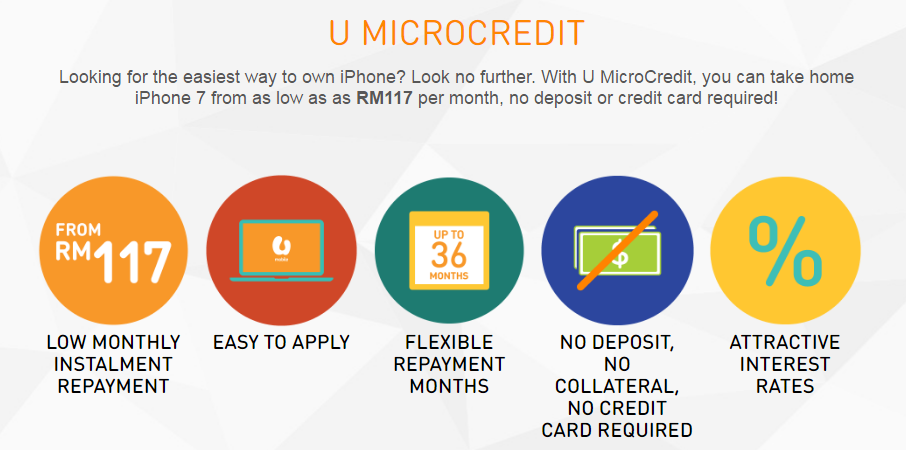 U MICROCREDIT
Looking for the easiest way to own iPhone? Look no further. With U MicroCredit, you can take home
iPhone 7 from as low as as RM117 per month, no deposit or credit card required!
FROM
RM117
UP TO
36
MONTHS
$
%
LOW MONTHLY
INSTALMENT
REPAYMENT
EASY TO APPLY
FLEXIBLE
REPAYMENT
MONTHS
NO DEPOSIT,
NO
COLLATERAL,
NO CREDIT
CARD REQUIRED
ATTRACTIVE
INTEREST
RATES